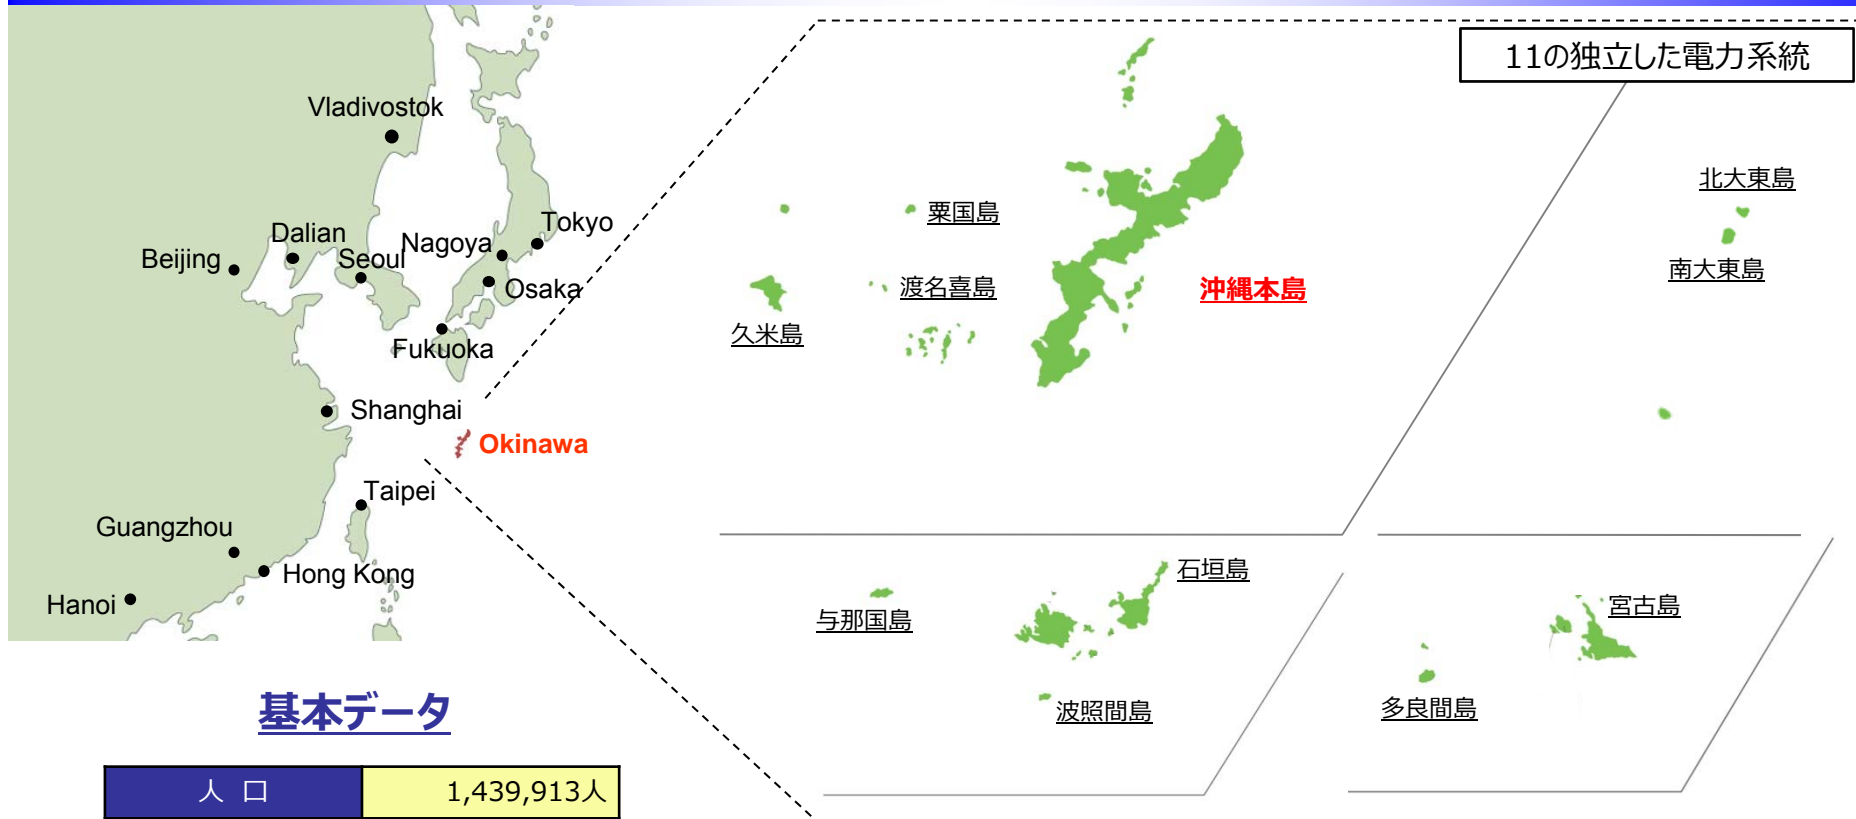 11の独立した電力系統
Vladivostok
北大東島
粟国島
Tokyo
Dalian
Nagoya
Beijing
Seoul
南大東島
渡名喜島
沖縄本島
Osaka
久米島
Fukuoka
Shanghai
Okinawa
Taipei
Guangzhou
石垣島
Hong Kong
Hanoi
与那国島
宮古島
波照間島
多良間島
基本データ
人 口 1,439,913人